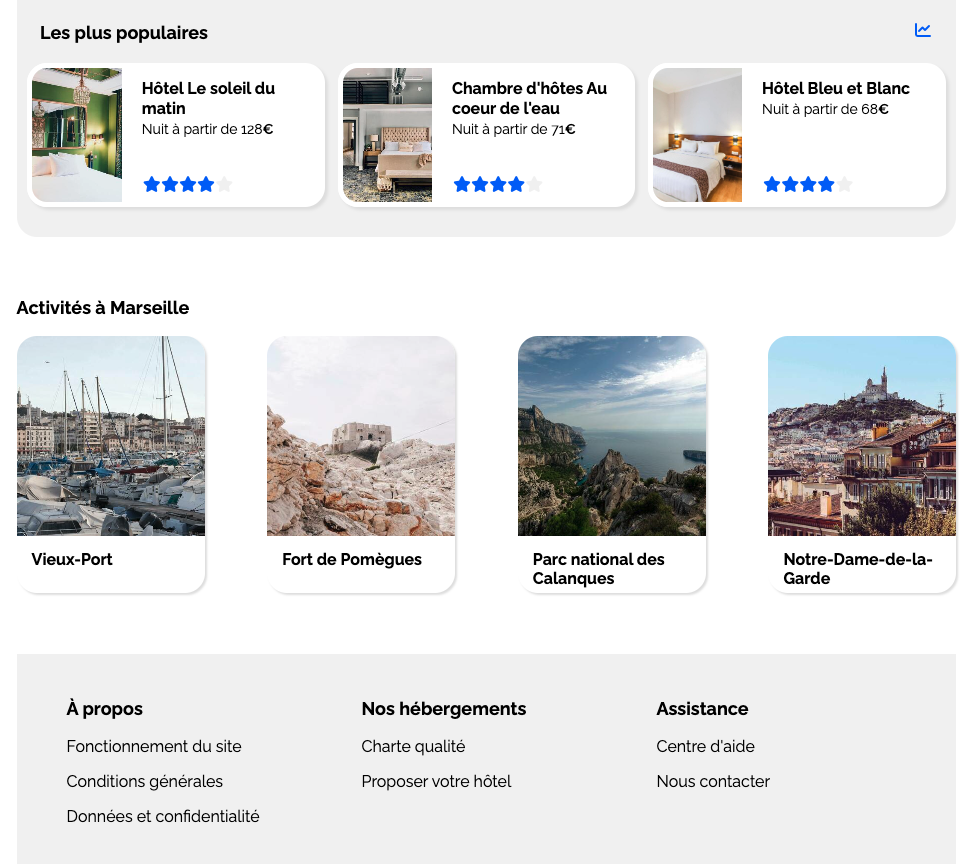 Les plus populaires
Hôtel Le soleil du
matin
Nuit à partir de 128€
Chambre d'hôtes Au
coeur de l'eau
Nuit à partir de 71€
Hôtel Bleu et Blanc
Nuit à partir de 68€
Activités à Marseille
Vieux-Port
Fort de Pomègues
Parc national des
Calanques
Notre-Dame-de-la-
Garde
À propos
Fonctionnement du site
Conditions générales
Données et confidentialité
Nos hébergements
Charte qualité
Proposer votre hôtel
Assistance
Centre d'aide
Nous contacter